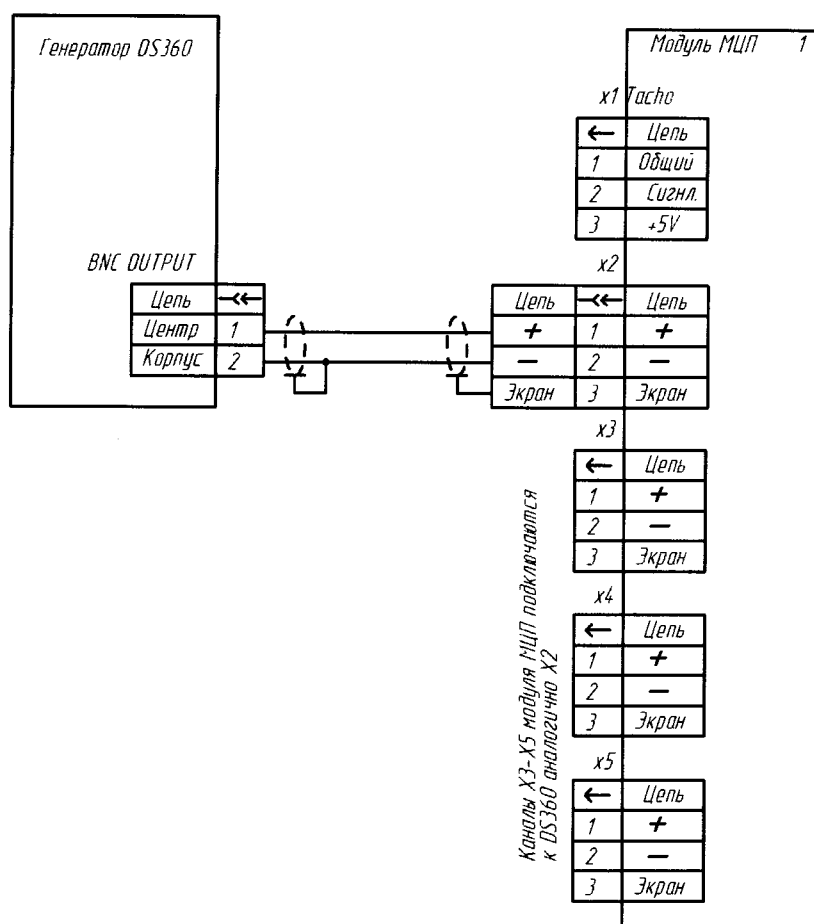 Генератор DS360
BNC OUTPUT
Цепь
Центр 1
Корпус 2
Модуль МЦП 1
x1 Tacho
Цепь
1 Общий
2 Сигнл.
3 +5V
x2
Цепь Цепь
+ 1 +
− 2 −
Экран 3 Экран
x3
Цепь
1 +
2 −
3 Экран
x4
Цепь
1 +
2 −
3 Экран
x5
Цепь
1 +
2 −
3 Экран
Каналы X3-X5 модуля МЦП подключаются
к DS360 аналогично X2